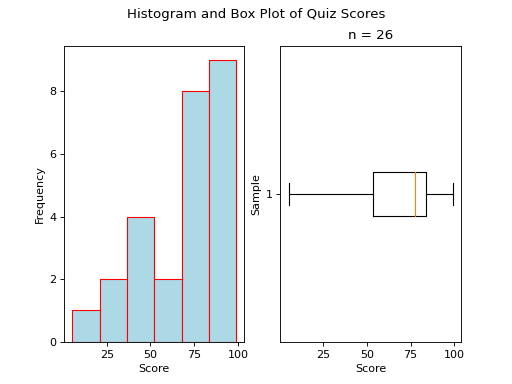 Histogram and Box Plot of Quiz Scores
n = 26
8
6
4
2
0
Frequency
25 50 75 100
Score
Sample
1
25 50 75 100
Score